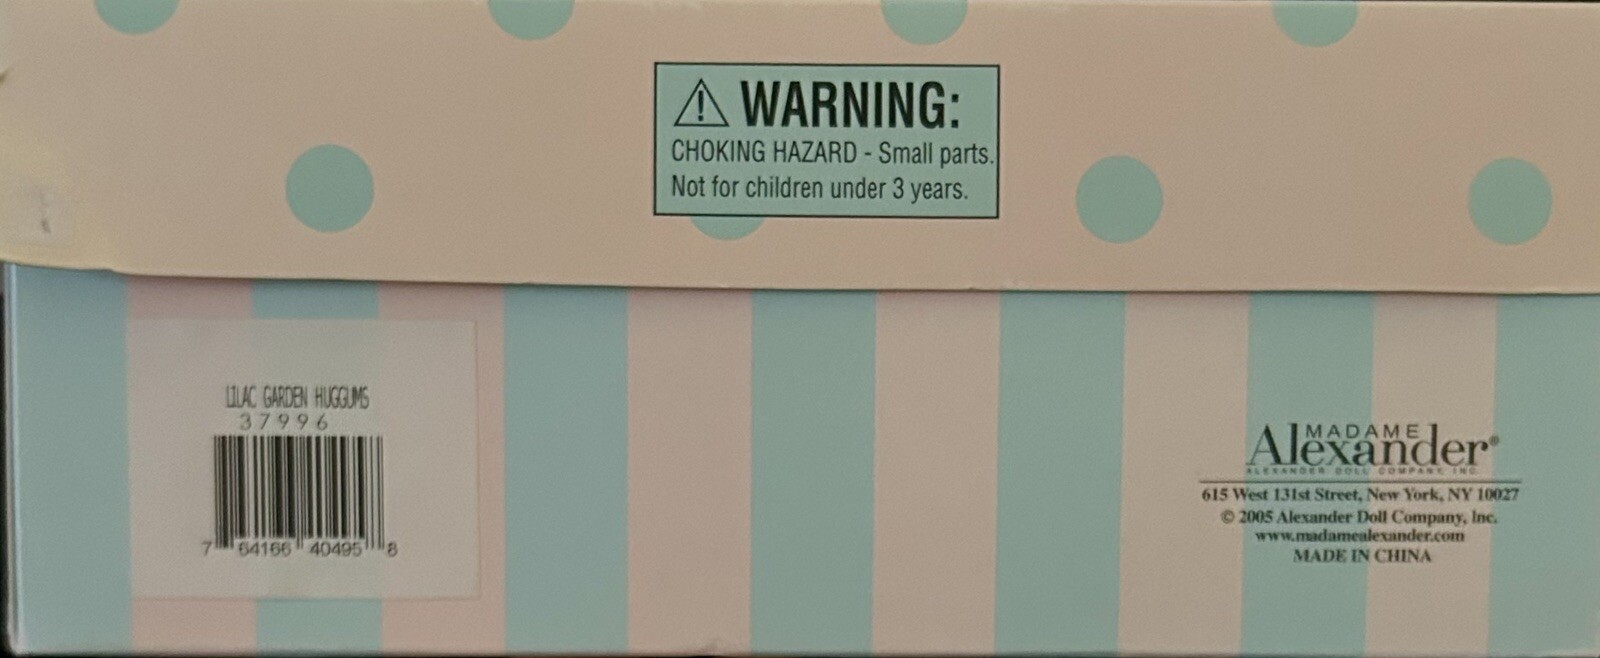 WARNING:
CHOKING HAZARD - Small parts.
Not for children under 3 years.
LILAC GARDEN HUGGUMS
37996
7 64166 40495 8
MADAME
Alexander®
ALEXANDER DOLL COMPANY, INC.
615 West 131st Street, New York, NY 10027
© 2005 Alexander Doll Company, Inc.
www.madamealexander.com
MADE IN CHINA